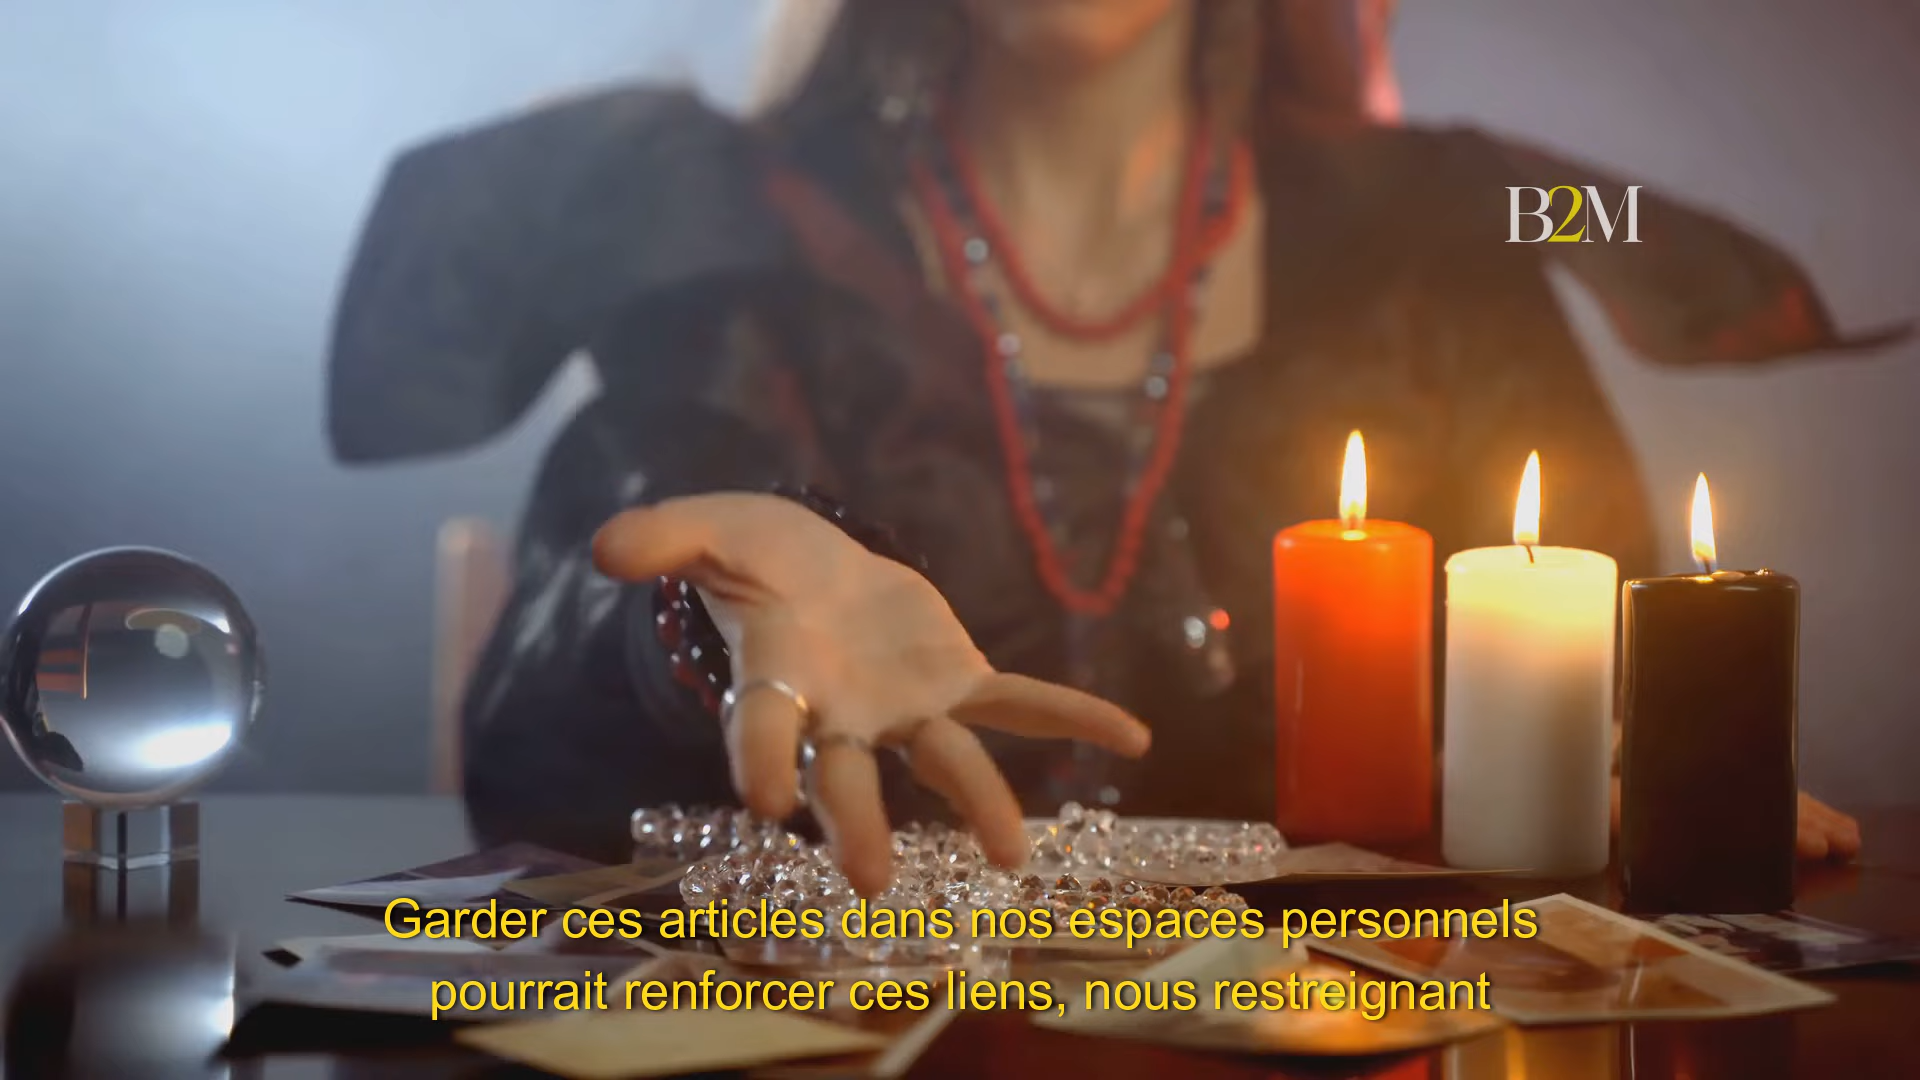 B2M
Garder ces articles dans nos espaces personnels
pourrait renforcer ces liens, nous restreignant